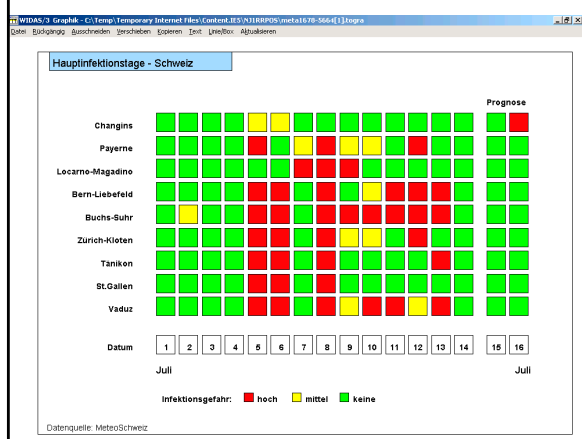 WIDAS/3 Graphik - C:\Temp\Temporary Internet Files\Content.IE5\NJ1RRPOS\meta1670-5664[1].togra
Datei Rückgängig Ausschneiden Verschieben Kopieren Text Linie/Box Aktualisieren
Hauptinfektionstage - Schweiz
Prognose
Changins
Payerne
Locarno-Magadino
Bern-Liebefeld
Buchs-Suhr
Zürich-Kloten
Tänikon
St.Gallen
Vaduz
Datum 1 2 3 4 5 6 7 8 9 10 11 12 13 14 15 16
Juli Juli
Infektionsgefahr: hoch mittel keine
Datenquelle: MeteoSchweiz